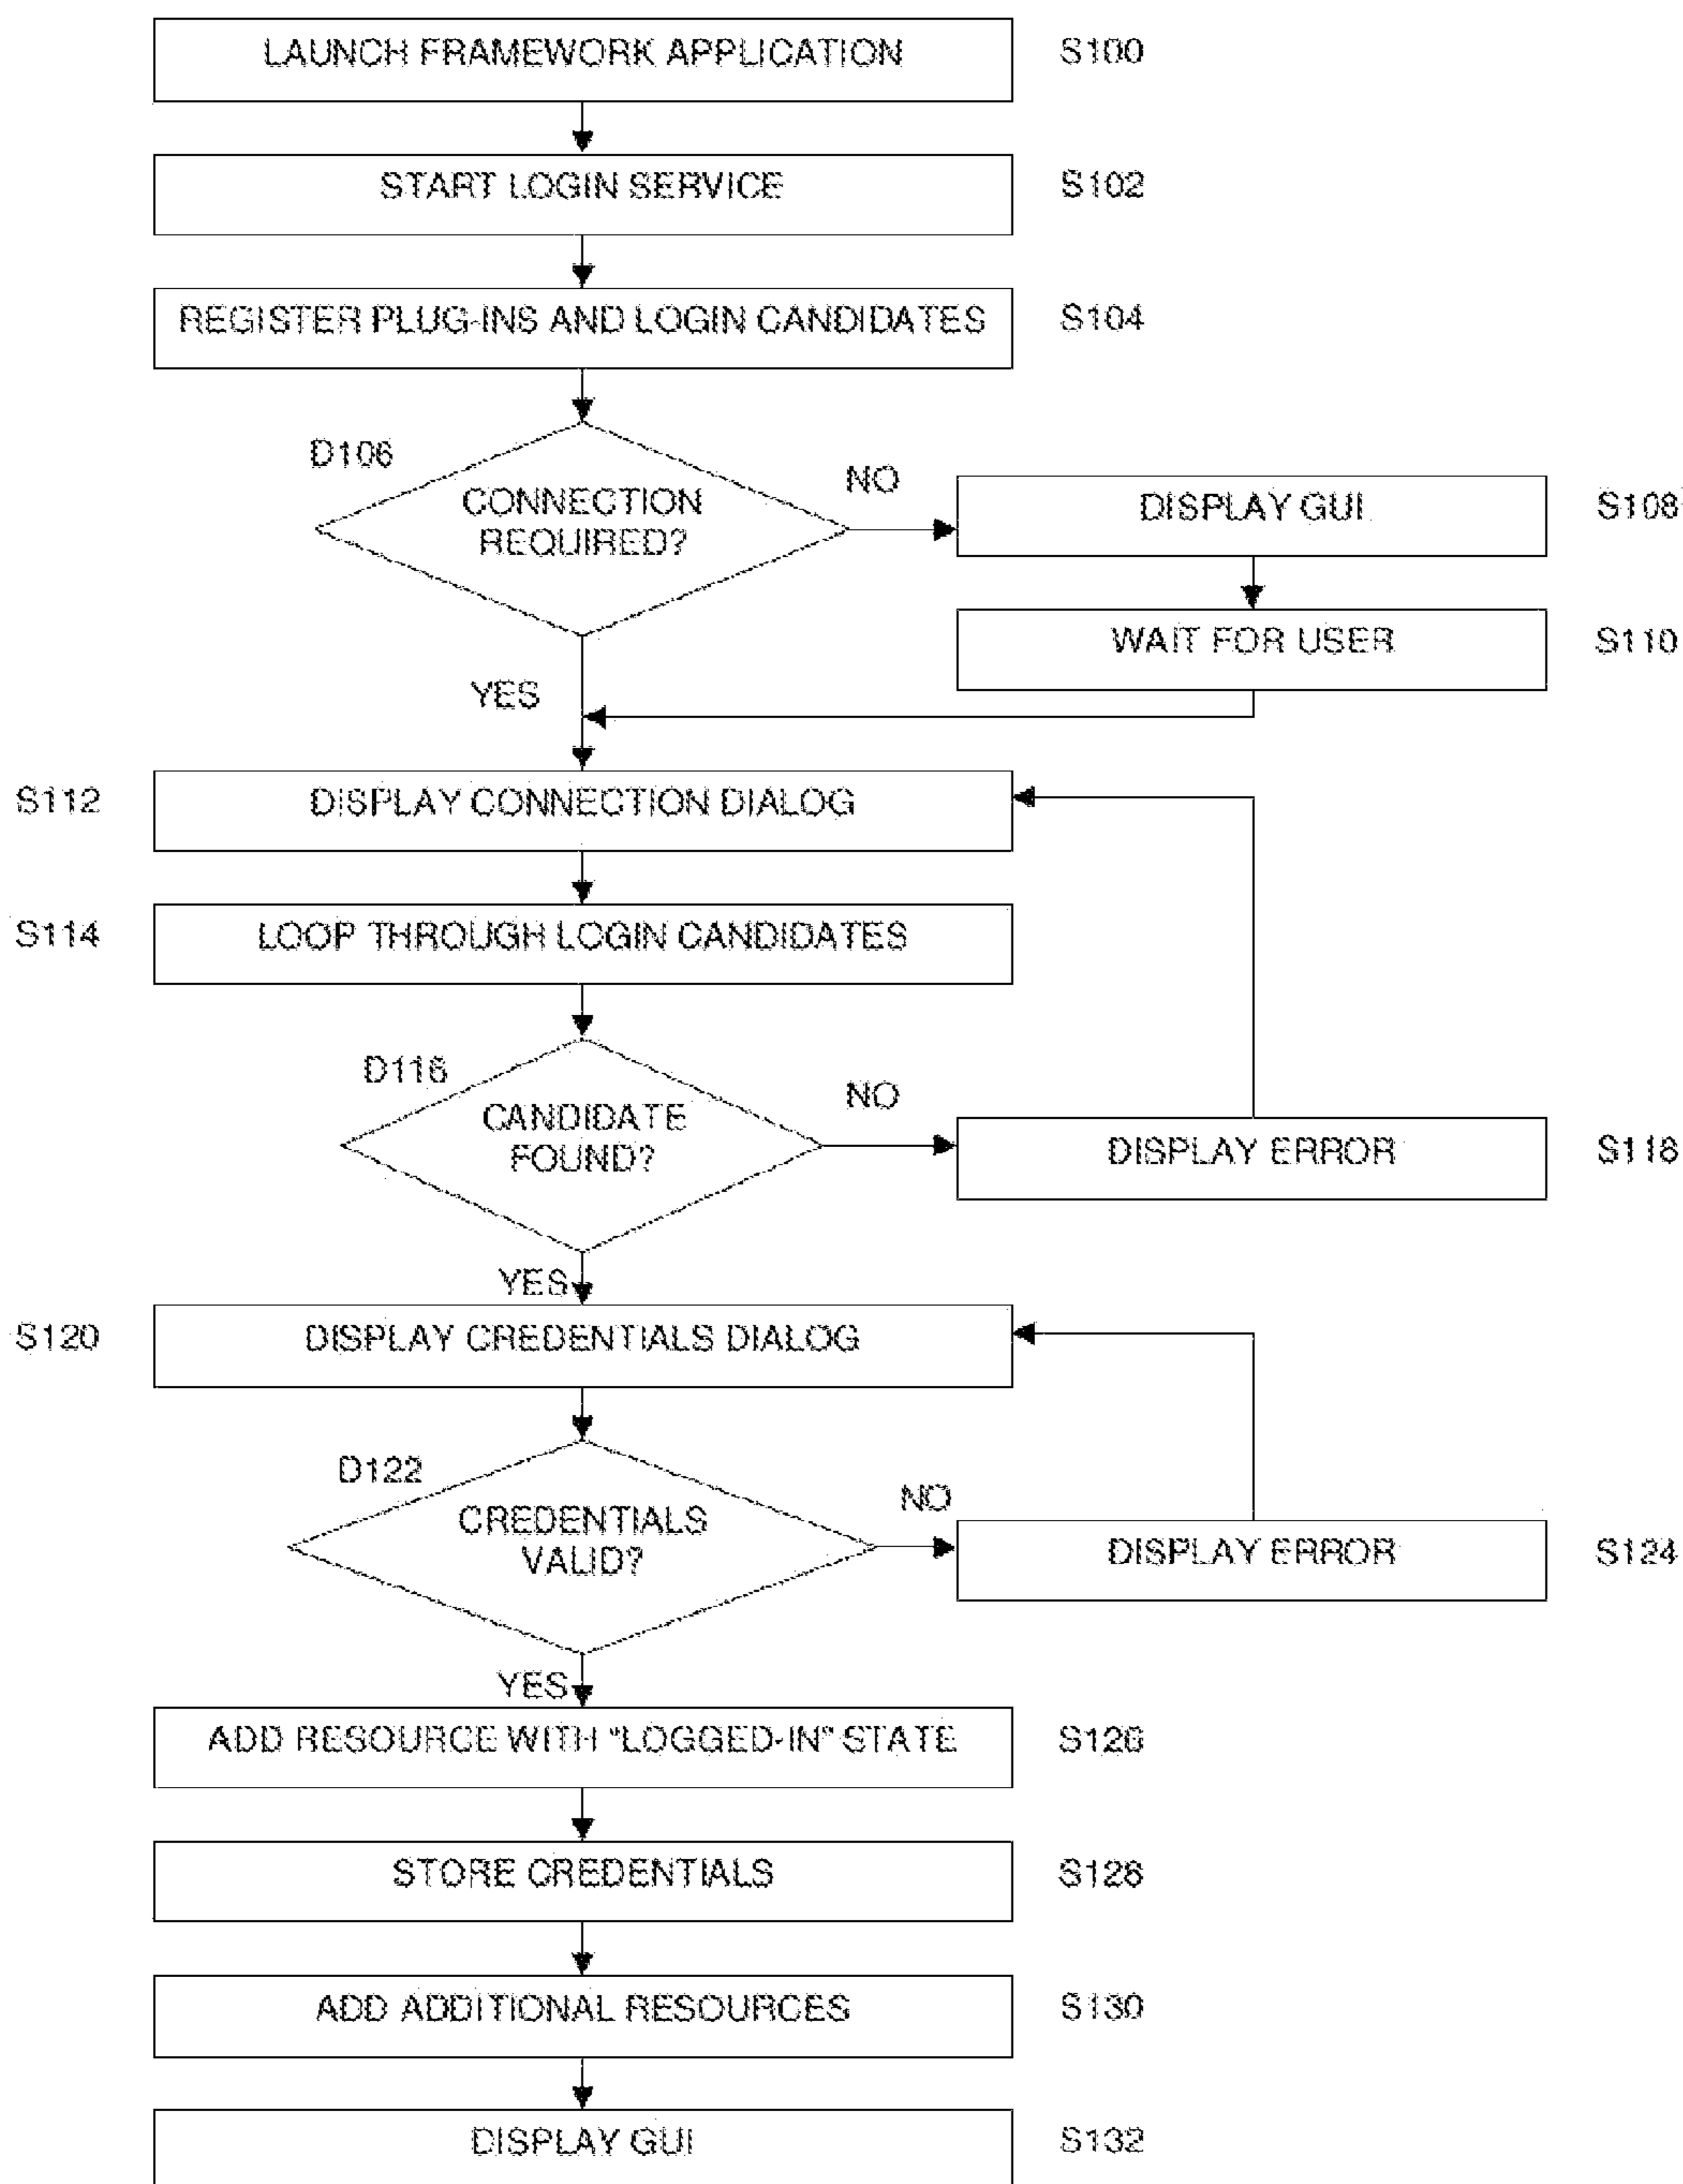 LAUNCH FRAMEWORK APPLICATION
S100
START LOGIN SERVICE
S102
REGISTER PLUG-INS AND LOGIN CANDIDATES
S104
D106
CONNECTION
REQUIRED?
NO
DISPLAY GUI
S108
WAIT FOR USER
S110
YES
S112
DISPLAY CONNECTION DIALOG
S114
LOOP THROUGH LOGIN CANDIDATES
D116
CANDIDATE
FOUND?
NO
DISPLAY ERROR
S118
YES
S120
DISPLAY CREDENTIALS DIALOG
D122
CREDENTIALS
VALID?
NO
DISPLAY ERROR
S124
YES
ADD RESOURCE WITH "LOGGED-IN" STATE
S126
STORE CREDENTIALS
S128
ADD ADDITIONAL RESOURCES
S130
DISPLAY GUI
S132